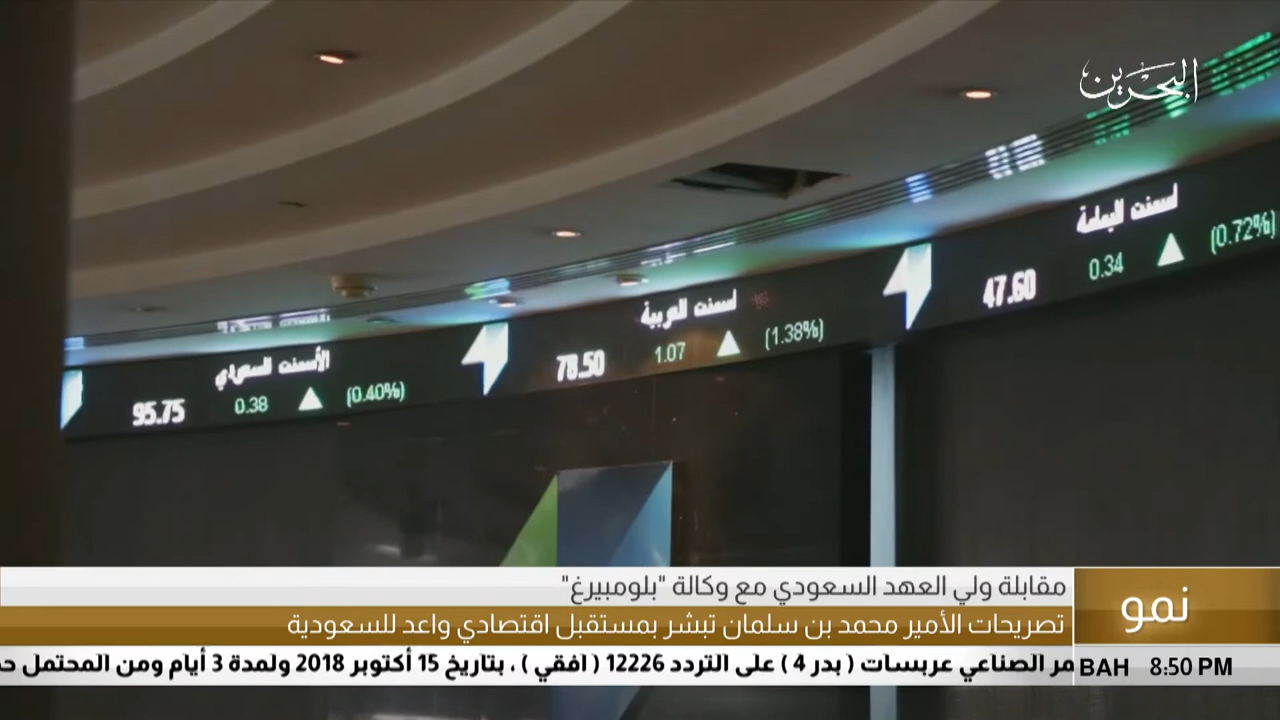 البحرين
اسمنت اليمامة
47.60 0.34 (0.72%)
اسمنت العربية
78.50 1.07 (1.38%)
الأسمنت السعودي
95.75 0.38 (0.40%)
مقابلة ولي العهد السعودي مع وكالة "بلومبيرغ"
نمو
تصريحات الأمير محمد بن سلمان تبشر بمستقبل اقتصادي واعد للسعودية
مر الصناعي عربسات ( بدر 4 ) على التردد 12226 ( افقي ) ، بتاريخ 15 أكتوبر 2018 ولمدة 3 أيام ومن المحتمل حد
BAH 8:50 PM